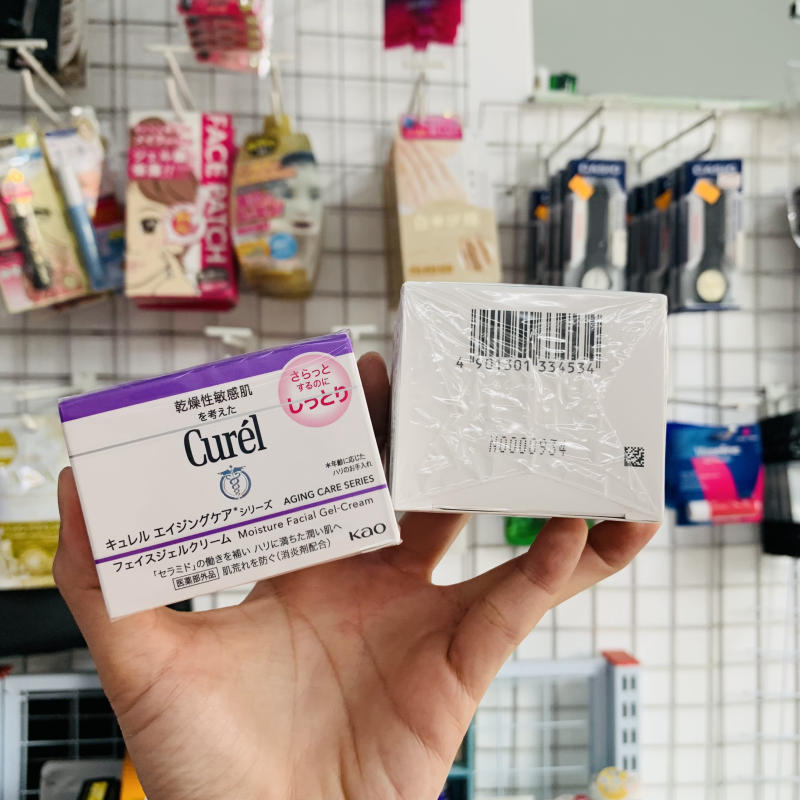 FACE PATCH
CASIO
CASIO
乾燥性敏感肌
を考えた
Curél
さらっと
するのに
しっとり
*年齢に応じた
ハリのお手入れ
キュレル エイジングケア*シリーズ AGING CARE SERIES
フェイスジェルクリーム Moisture Facial Gel-Cream
「セラミド」の働きを補い ハリに満ちた潤い肌へ
医薬部外品 肌荒れを防ぐ(消炎剤配合)
Kao
4 901301 334534
N0000934